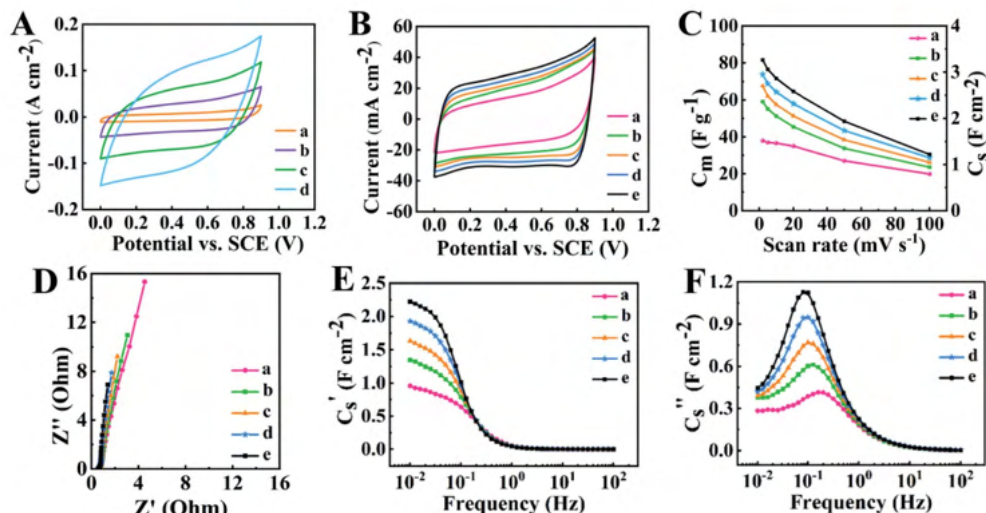 A
Current (A cm⁻²)
0.2
0.1
0.0
-0.1
-0.2
0.0 0.2 0.4 0.6 0.8 1.0 1.2
Potential vs. SCE (V)
a
b
c
d
B
Current (mA cm⁻²)
60
40
20
0
-20
-40
-60
0.0 0.2 0.4 0.6 0.8 1.0 1.2
Potential vs. SCE (V)
a
b
c
d
e
C
Cm (F g⁻¹)
100
80
60
40
20
0
0 20 40 60 80 100
Scan rate (mV s⁻¹)
Cs (F cm⁻²)
4
3
2
1
0
a
b
c
d
e
D
Z'' (Ohm)
16
12
8
4
0
0 4 8 12 16
Z' (Ohm)
a
b
c
d
e
E
Cs' (F cm⁻²)
2.5
2.0
1.5
1.0
0.5
0.0
10⁻² 10⁻¹ 10⁰ 10¹ 10²
Frequency (Hz)
a
b
c
d
e
F
Cs'' (F cm⁻²)
1.2
0.9
0.6
0.3
0.0
10⁻² 10⁻¹ 10⁰ 10¹ 10²
Frequency (Hz)
a
b
c
d
e